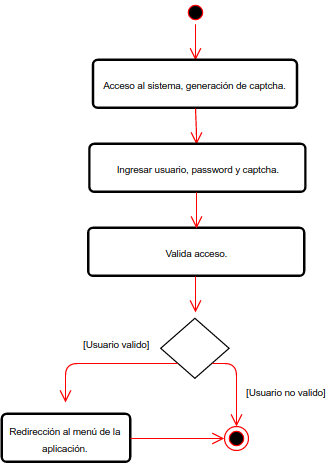 Acceso al sistema, generación de captcha.
Ingresar usuario, password y captcha.
Valida acceso.
[Usuario valido]
[Usuario no valido]
Redirección al menú de la
aplicación.